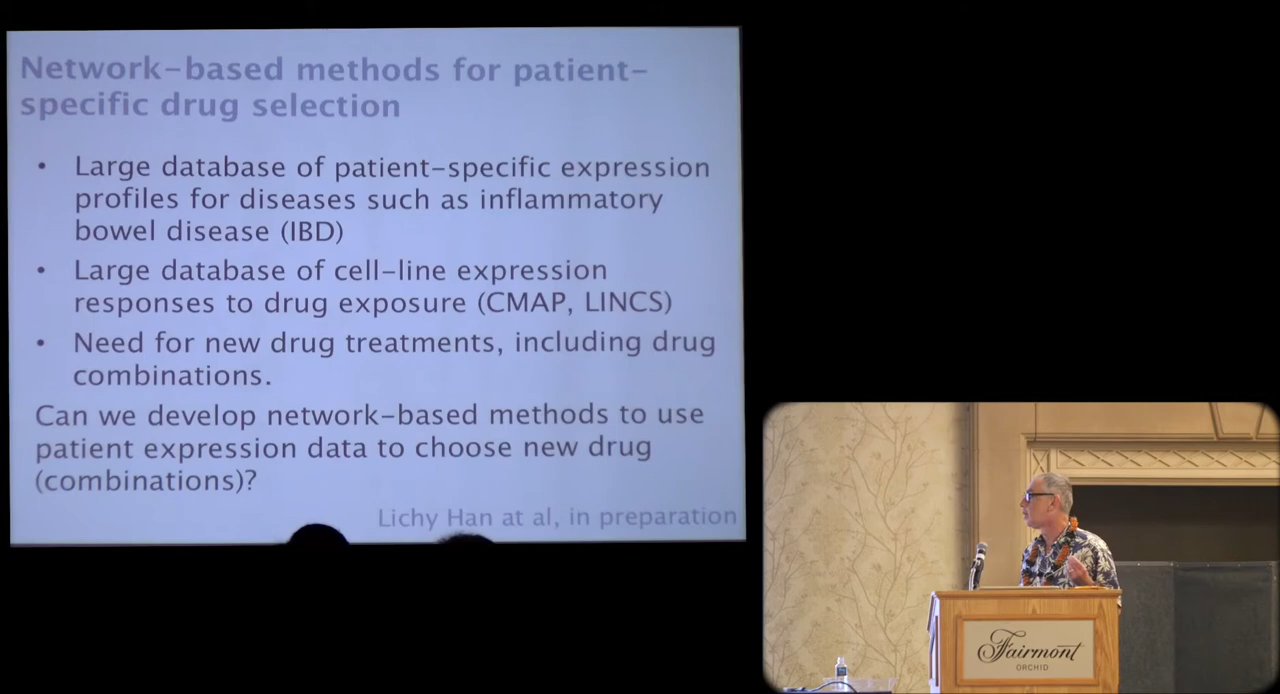 Network-based methods for patient-
specific drug selection
• Large database of patient-specific expression
profiles for diseases such as inflammatory
bowel disease (IBD)
• Large database of cell-line expression
responses to drug exposure (CMAP, LINCS)
• Need for new drug treatments, including drug
combinations.
Can we develop network-based methods to use
patient expression data to choose new drug
(combinations)?
Lichy Han at al, in preparation
Fairmont
ORCHID